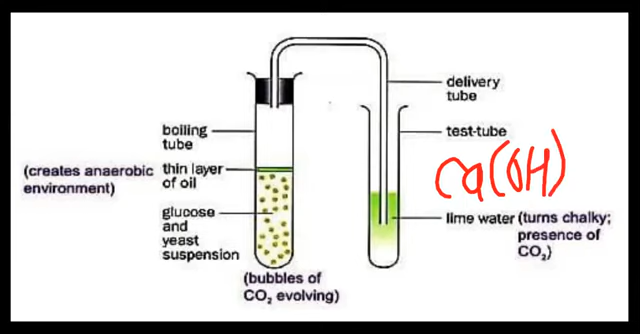 delivery
tube
boiling
tube
test-tube
Ca(OH)
(creates anaerobic
environment)
thin layer
of oil
glucose
and
yeast
suspension
lime water (turns chalky;
presence of
CO₂)
(bubbles of
CO₂ evolving)